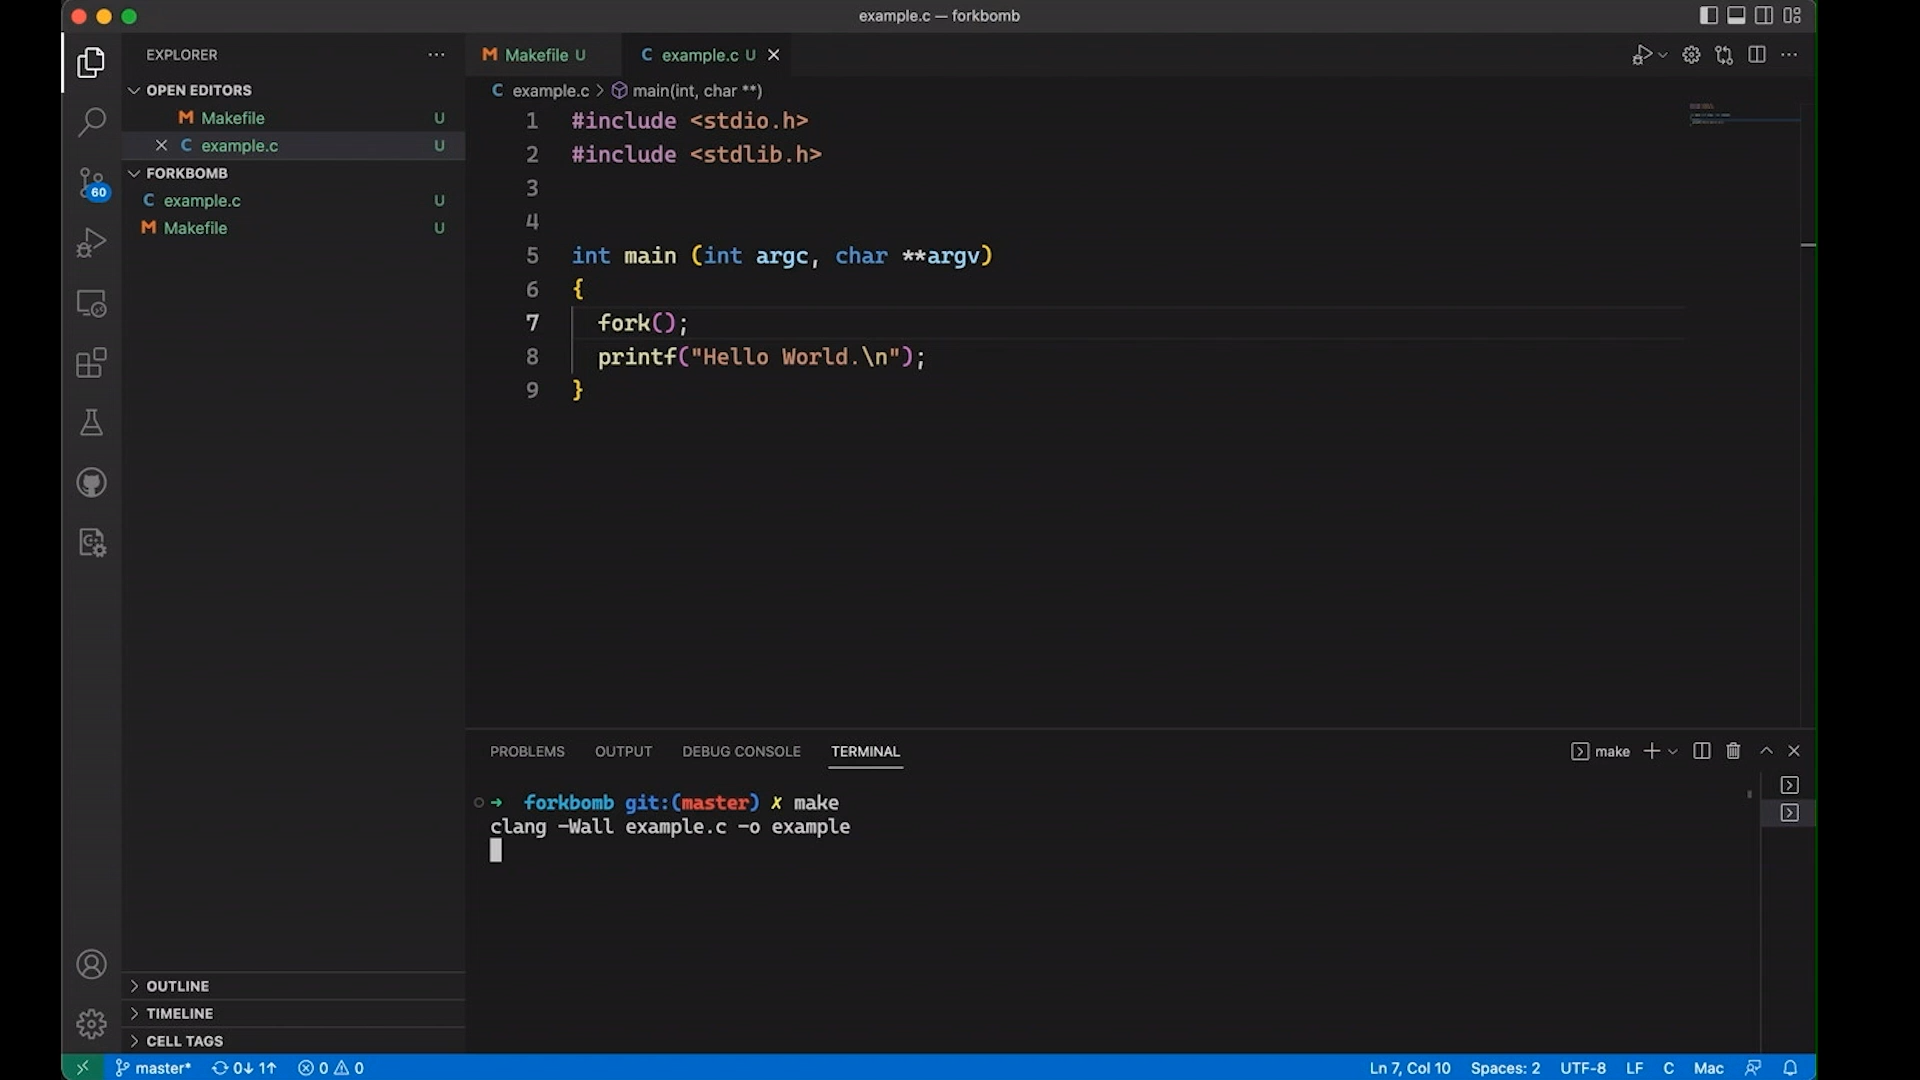 example.c — forkbomb
EXPLORER
OPEN EDITORS
M Makefile U
C example.c U
60
FORKBOMB
C example.c U
M Makefile U
OUTLINE
TIMELINE
CELL TAGS
M Makefile U
C example.c U
C example.c > main(int, char **)
1 #include <stdio.h>
2 #include <stdlib.h>
3
4
5 int main (int argc, char **argv)
6 {
7 fork();
8 printf("Hello World.\n");
9 }
PROBLEMS OUTPUT DEBUG CONSOLE TERMINAL
make
➜ forkbomb git:(master) ✗ make
clang -Wall example.c -o example
master* 0↓ 1↑ 0 0
Ln 7, Col 10 Spaces: 2 UTF-8 LF C Mac